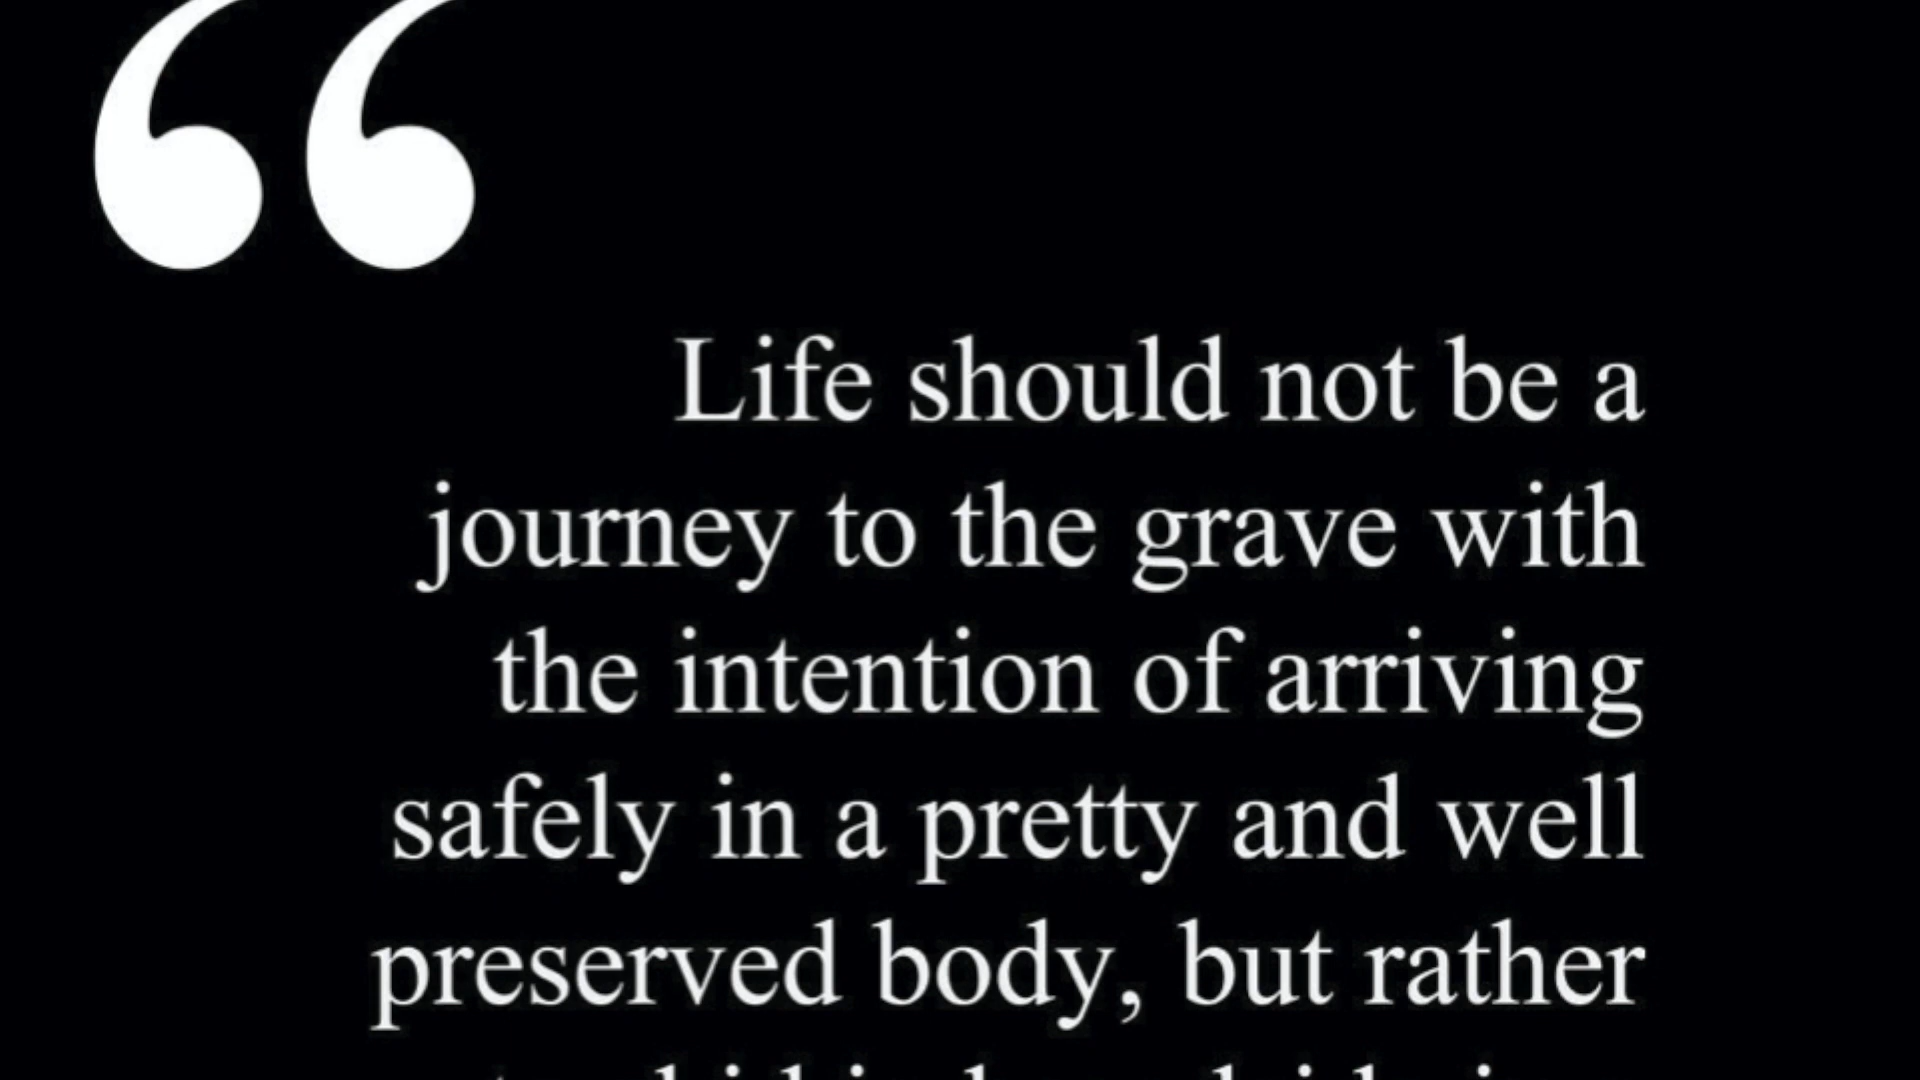 “
Life should not be a
journey to the grave with
the intention of arriving
safely in a pretty and well
preserved body, but rather